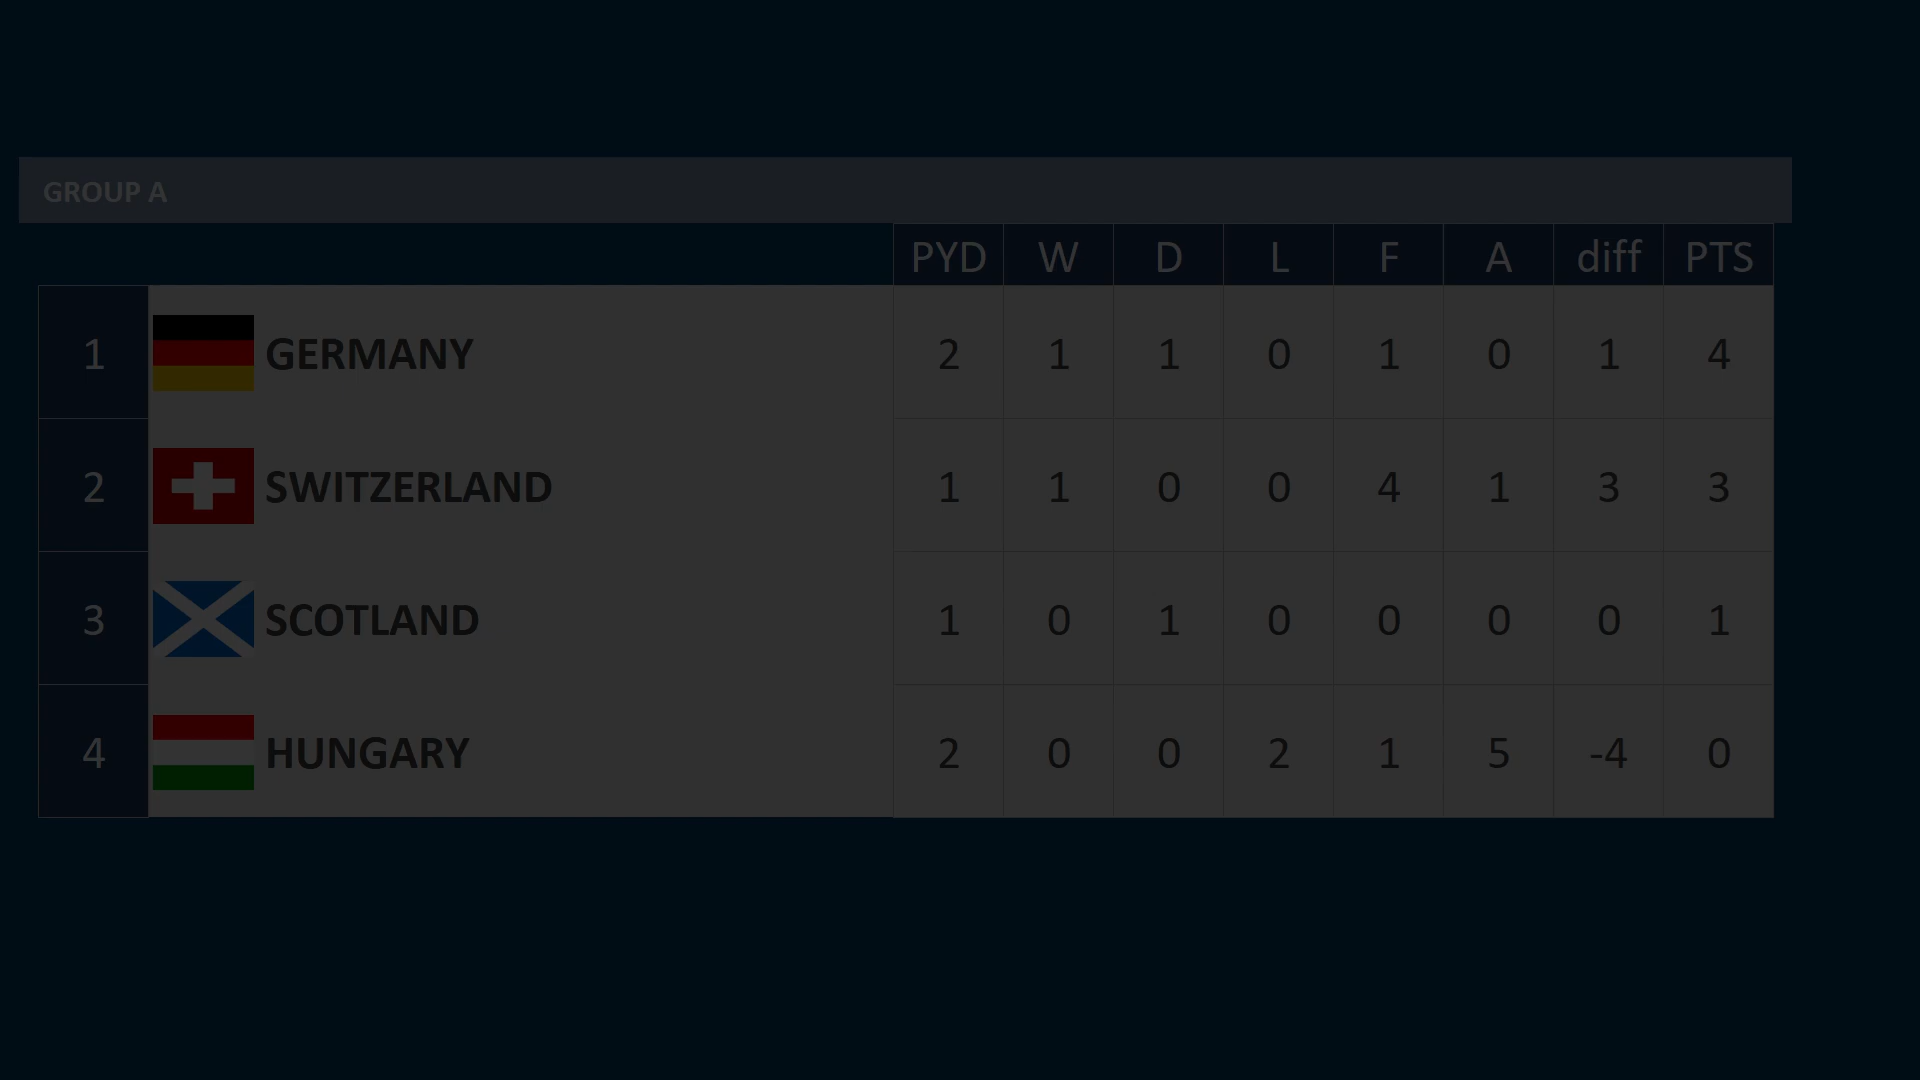 GROUP A
PYD W D L F A diff PTS
1 GERMANY 2 1 1 0 1 0 1 4
2 SWITZERLAND 1 1 0 0 4 1 3 3
3 SCOTLAND 1 0 1 0 0 0 0 1
4 HUNGARY 2 0 0 2 1 5 -4 0